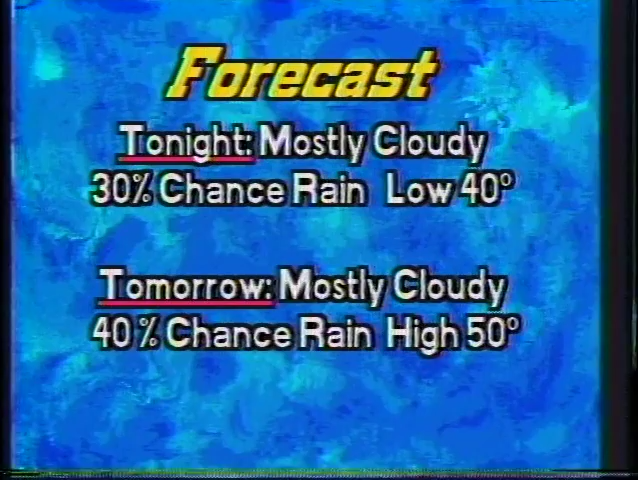 Forecast
Tonight: Mostly Cloudy
30% Chance Rain Low 40°
Tomorrow: Mostly Cloudy
40% Chance Rain High 50°